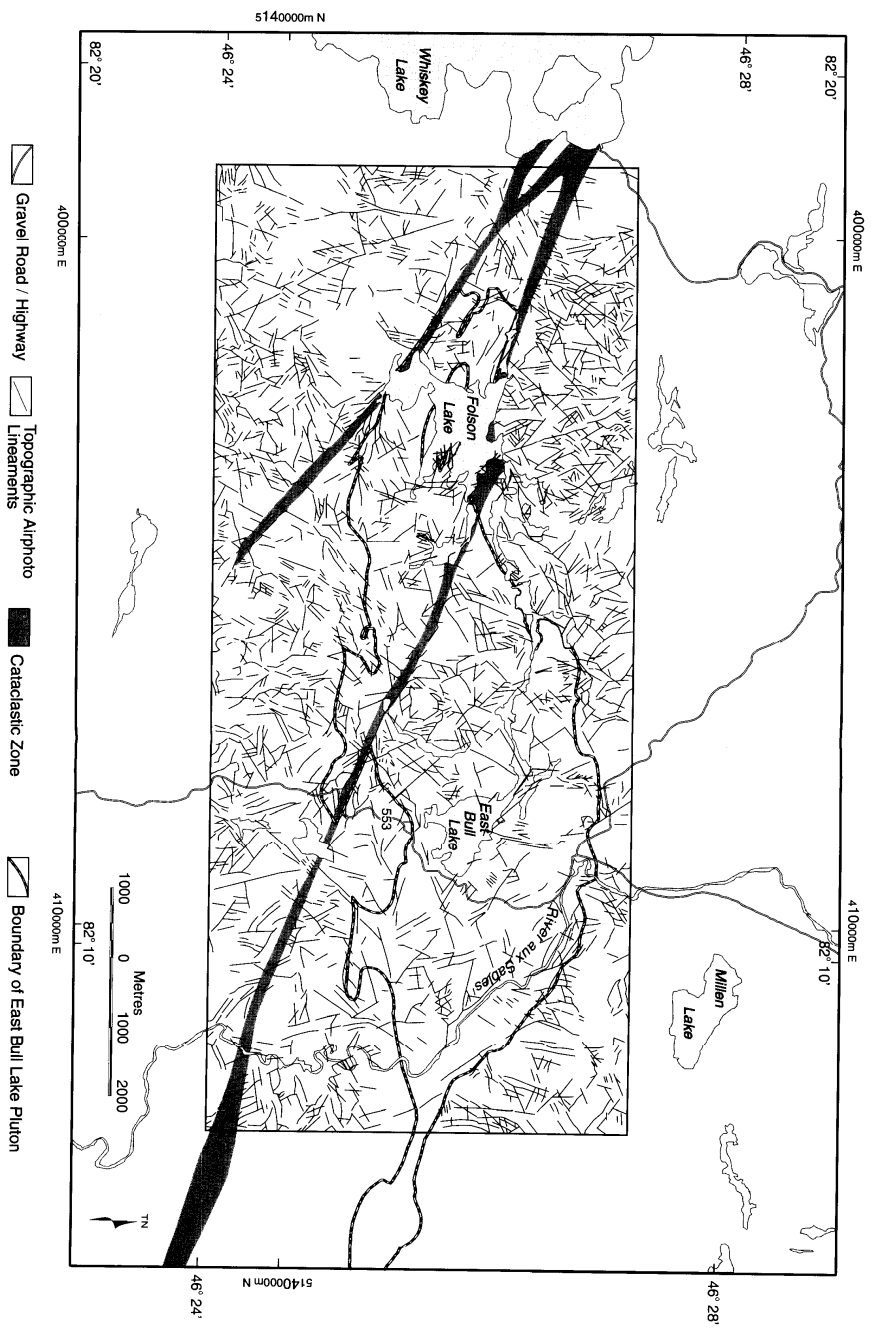 82° 20'
400000m E
410000m E
82° 10'
46° 28'
46° 28'
5140000m N
46° 24'
46° 24'
5140000m N
Whiskey
Lake
Folson
Lake
East
Bull
Lake
553
River aux Sables
Millen
Lake
82° 20'
400000m E
410000m E
82° 10'
1000 0 1000 2000
Metres
TN
Gravel Road / Highway
Topographic Airphoto
Lineaments
Cataclastic Zone
Boundary of East Bull Lake Pluton